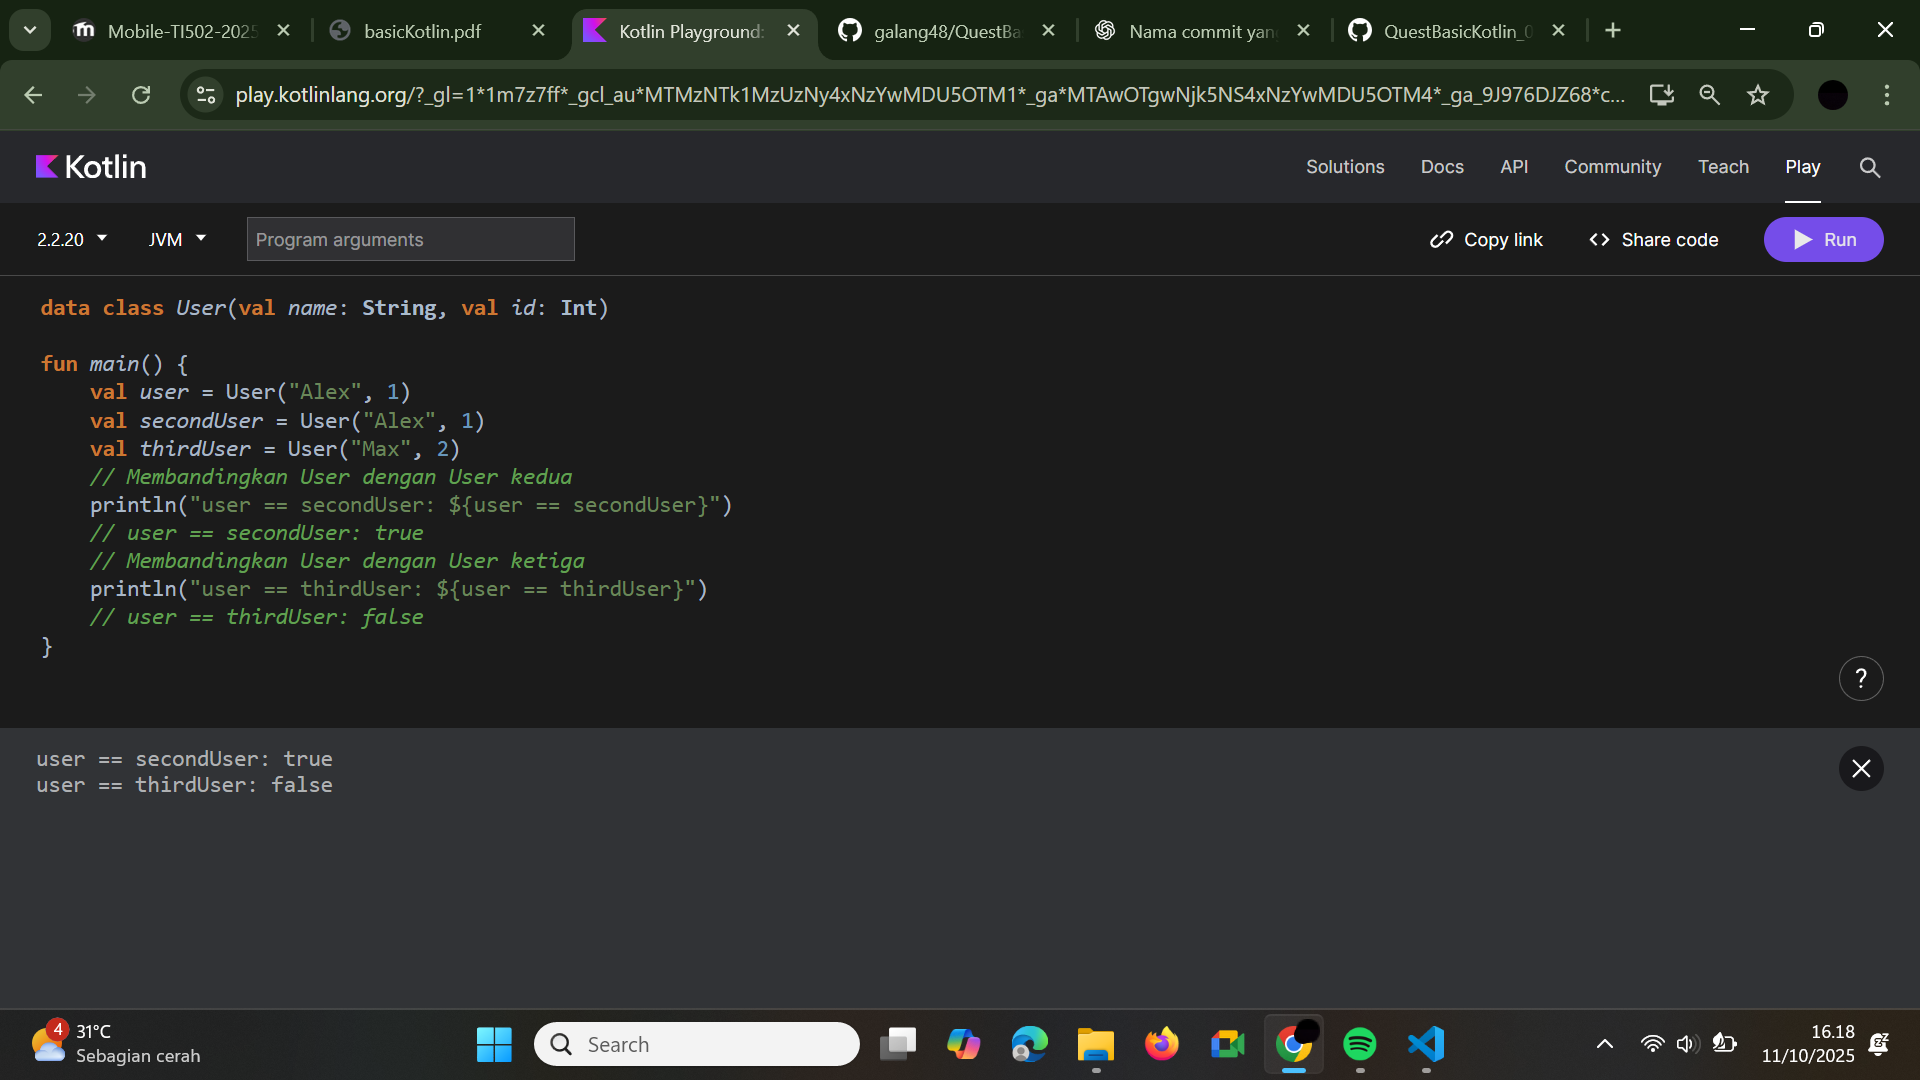 Mobile-TI502-2025
basicKotlin.pdf
Kotlin Playground:
galang48/QuestBa
Nama commit yan
QuestBasicKotlin_0
play.kotlinlang.org/?_gl=1*1m7z7ff*_gcl_au*MTMzNTk1MzUzNy4xNzYwMDU5OTM1*_ga*MTAwOTgwNjk5NS4xNzYwMDU5OTM4*_ga_9J976DJZ68*c...
Kotlin
Solutions
Docs
API
Community
Teach
Play
2.2.20
JVM
Program arguments
Copy link
Share code
Run
data class User(val name: String, val id: Int)
fun main() {
val user = User("Alex", 1)
val secondUser = User("Alex", 1)
val thirdUser = User("Max", 2)
// Membandingkan User dengan User kedua
println("user == secondUser: ${user == secondUser}")
// user == secondUser: true
// Membandingkan User dengan User ketiga
println("user == thirdUser: ${user == thirdUser}")
// user == thirdUser: false
}
?
user == secondUser: true
user == thirdUser: false
4
31°C
Sebagian cerah
Search
16.18
11/10/2025